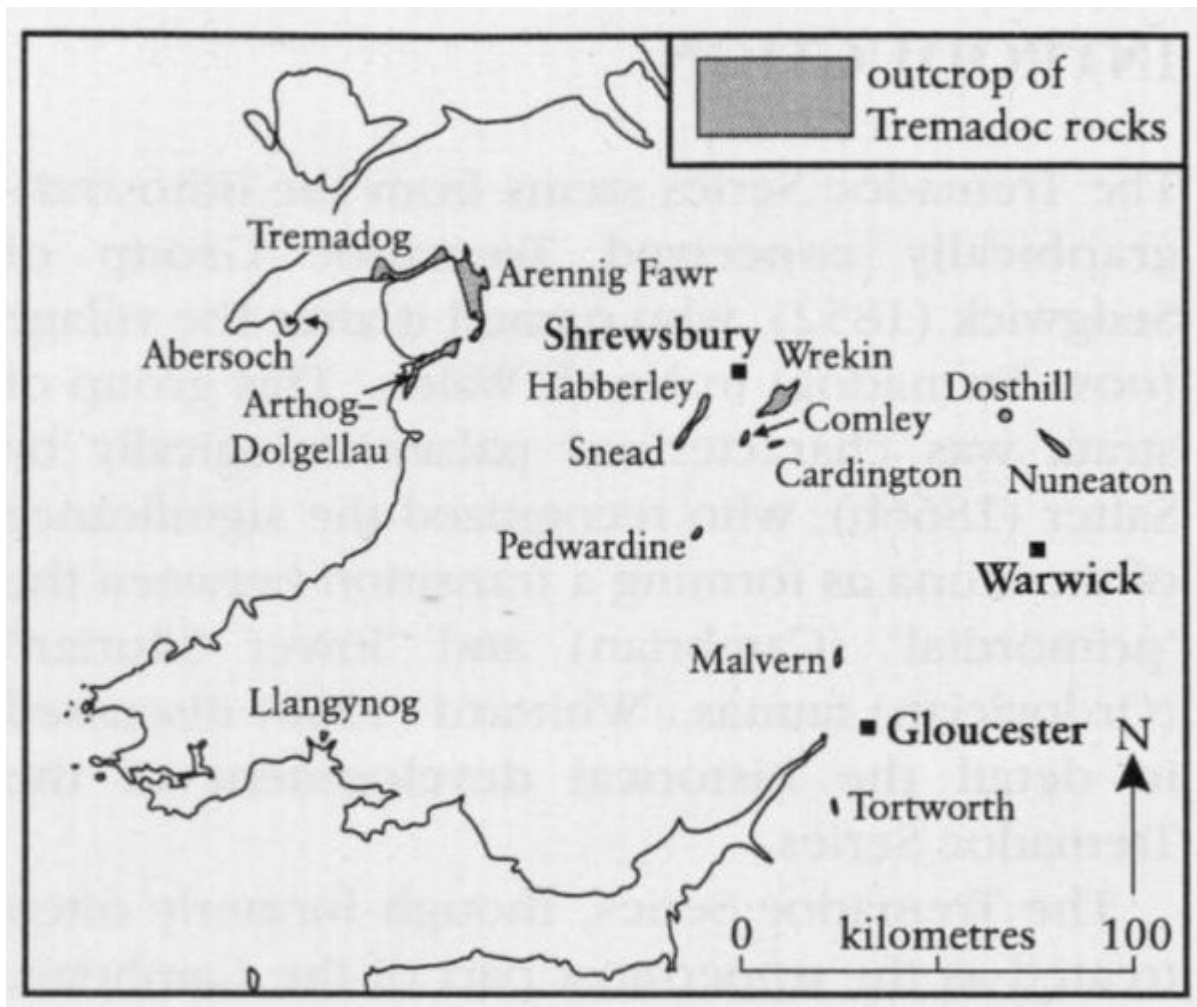 outcrop of
Tremadoc rocks
Tremadog
Arennig Fawr
Abersoch
Shrewsbury
Wrekin
Habberley
Dosthill
Arthog–
Dolgellau
Comley
Snead
Cardington
Nuneaton
Pedwardine
Warwick
Malvern
Llangynog
Gloucester
N
Tortworth
0 kilometres 100